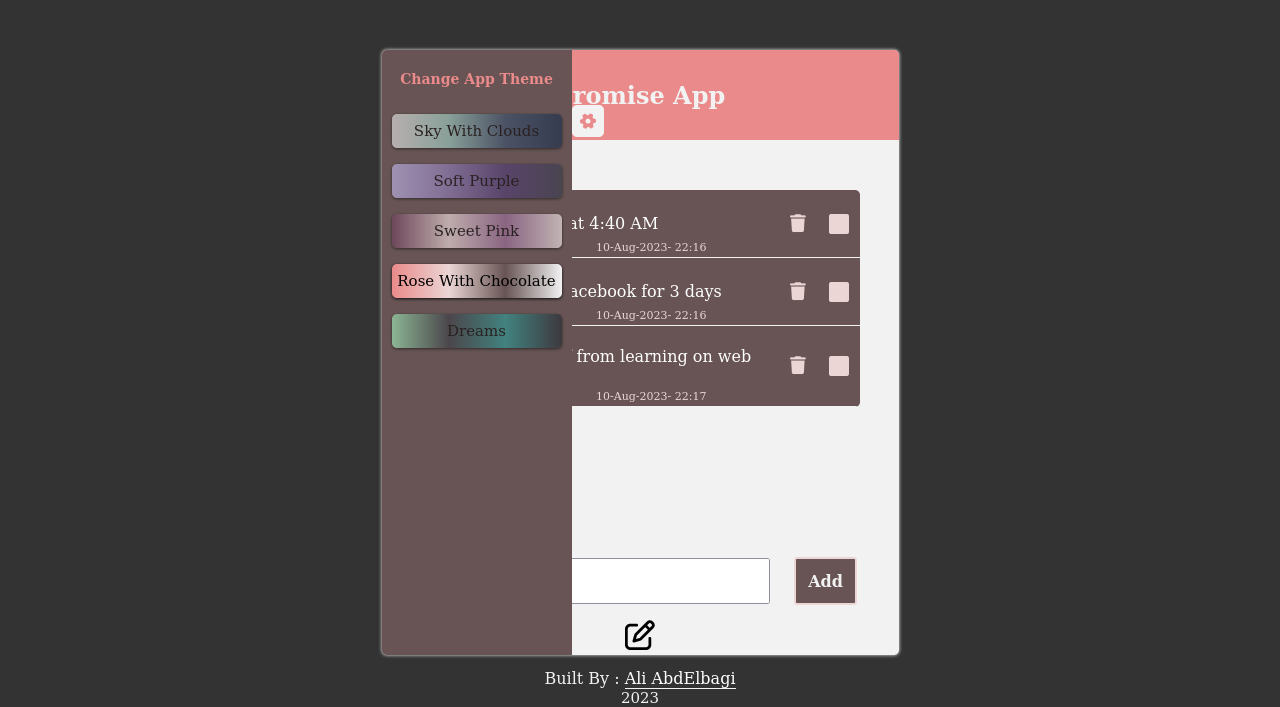 Change App Theme
Sky With Clouds
Soft Purple
Sweet Pink
Rose With Chocolate
Dreams
App
at 4:40 AM
10-Aug-2023- 22:16
for 3 days
10-Aug-2023- 22:16
from learning on web
10-Aug-2023- 22:17
Add
Built By : Ali AbdElbagi
2023